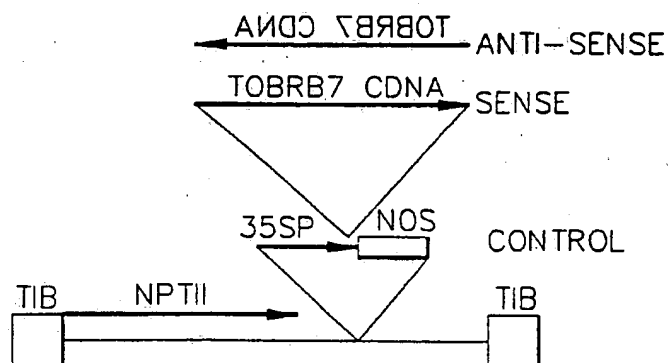 TOBRB7 CDNA ANTI-SENSE
TOBRB7 CDNA SENSE
35SP NOS CONTROL
TIB NPTII TIB